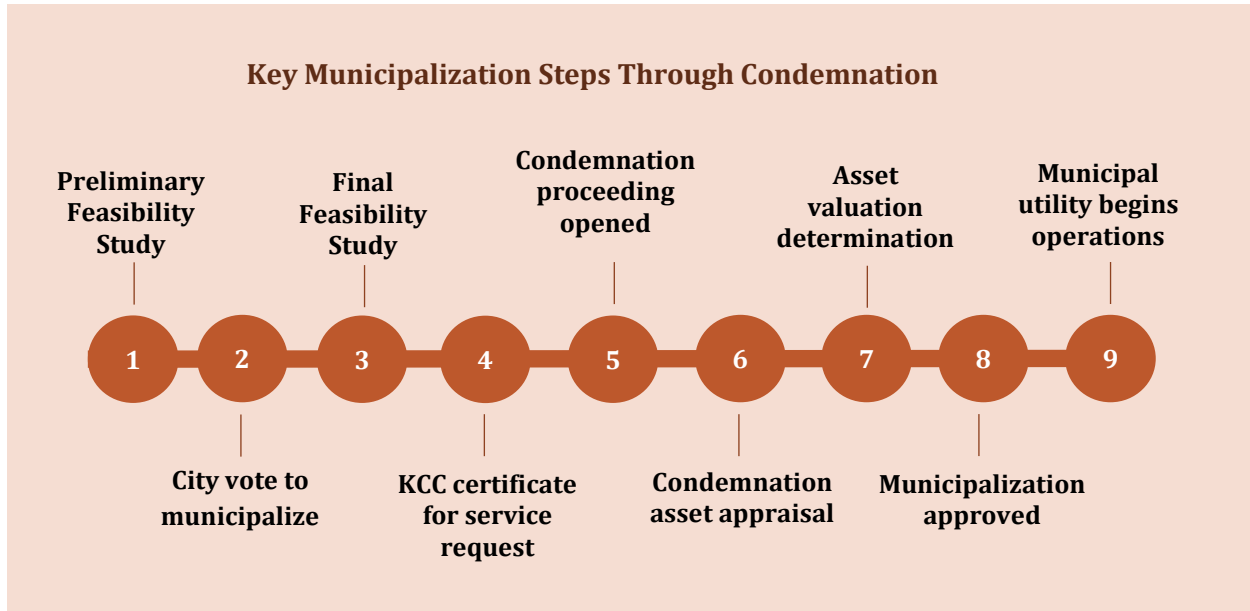 Key Municipalization Steps Through Condemnation
Preliminary
Feasibility
Study
Final
Feasibility
Study
Condemnation
proceeding
opened
Asset
valuation
determination
Municipal
utility begins
operations
1
2
3
4
5
6
7
8
9
City vote to
municipalize
KCC certificate
for service
request
Condemnation
asset appraisal
Municipalization
approved